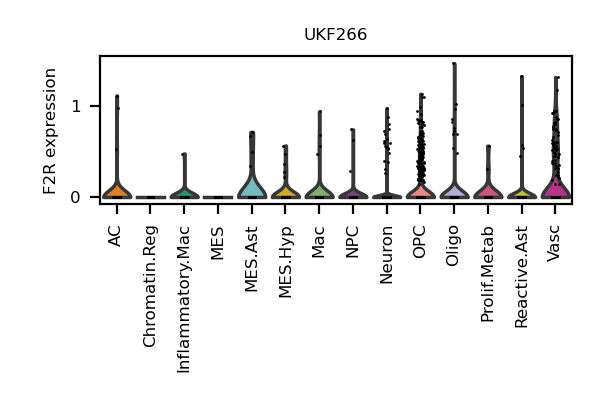 UKF266
F2R expression
1
0
AC
Chromatin.Reg
Inflammatory.Mac
MES
MES.Ast
MES.Hyp
Mac
NPC
Neuron
OPC
Oligo
Prolif.Metab
Reactive.Ast
Vasc